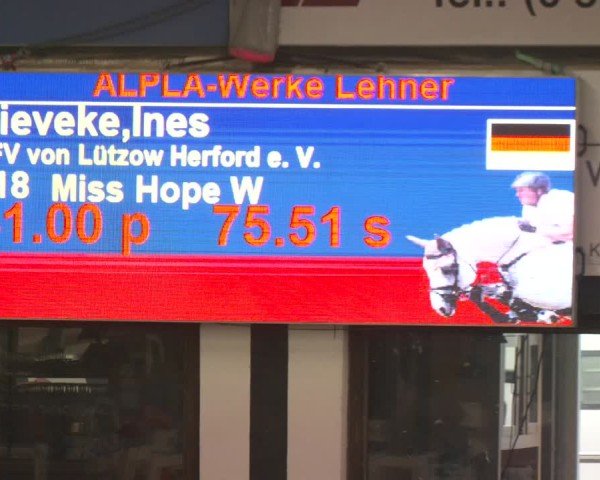 ALPLA-Werke Lehner
ieveke,Ines
FV von Lützow Herford e. V.
18 Miss Hope W
1.00 p 75.51 s